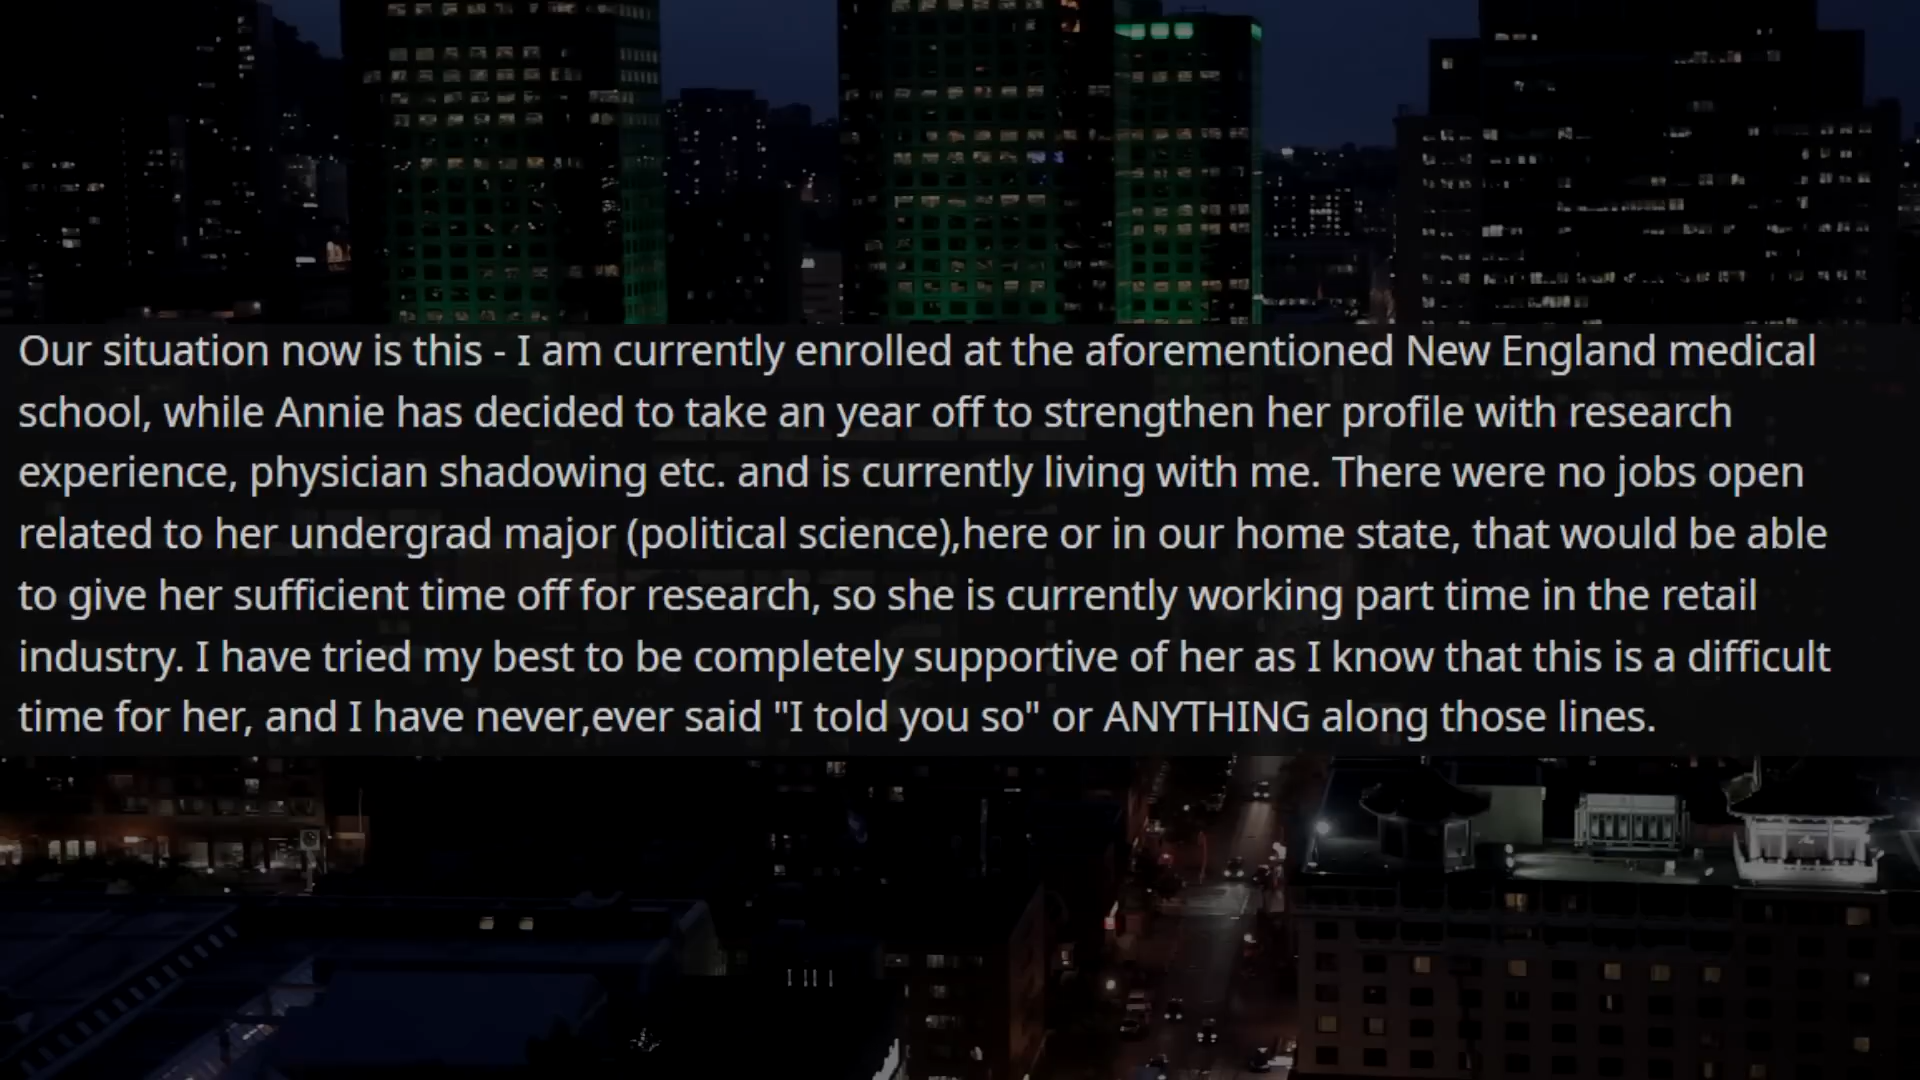 Our situation now is this - I am currently enrolled at the aforementioned New England medical
school, while Annie has decided to take an year off to strengthen her profile with research
experience, physician shadowing etc. and is currently living with me. There were no jobs open
related to her undergrad major (political science),here or in our home state, that would be able
to give her sufficient time off for research, so she is currently working part time in the retail
industry. I have tried my best to be completely supportive of her as I know that this is a difficult
time for her, and I have never,ever said "I told you so" or ANYTHING along those lines.